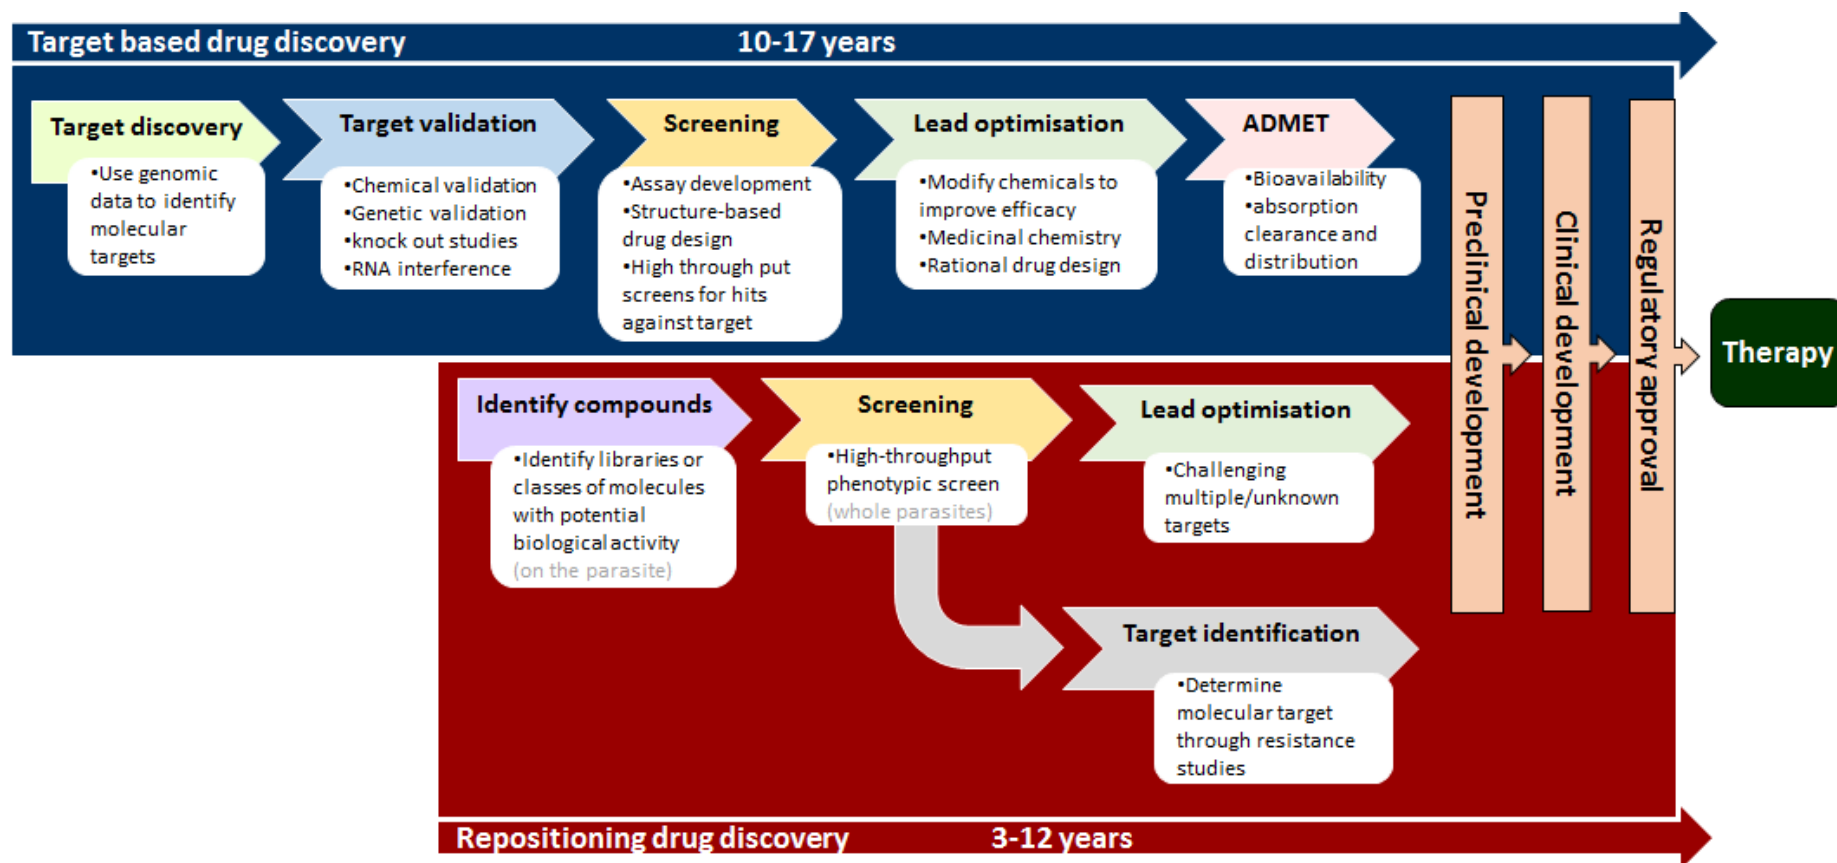 Target based drug discovery 10-17 years
Target discovery
•Use genomic
data to identify
molecular
targets
Target validation
•Chemical validation
•Genetic validation
•knock out studies
•RNA interference
Screening
•Assay development
•Structure-based
drug design
•High through put
screens for hits
against target
Lead optimisation
•Modify chemicals to
improve efficacy
•Medicinal chemistry
•Rational drug design
ADMET
•Bioavailability
•absorption
clearance and
distribution
Preclinical development
Clinical development
Regulatory approval
Therapy
Identify compounds
•Identify libraries or
classes of molecules
with potential
biological activity
(on the parasite)
Screening
•High-throughput
phenotypic screen
(whole parasites)
Lead optimisation
•Challenging
multiple/unknown
targets
Target identification
•Determine
molecular target
through resistance
studies
Repositioning drug discovery 3-12 years